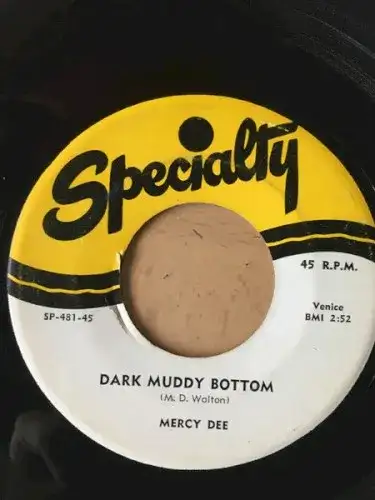 Specialty
45 R.P.M.
SP-481-45
Venice
BMI 2:52
DARK MUDDY BOTTOM
(M. D. Walton)
MERCY DEE